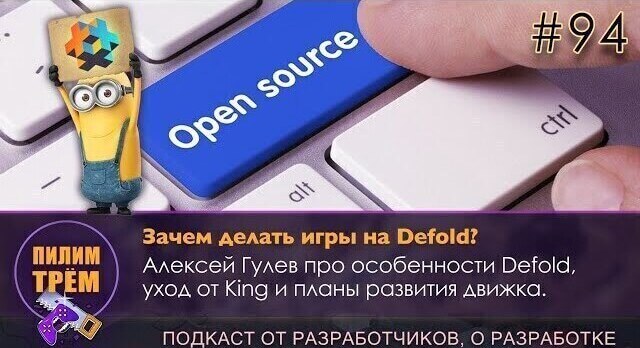 #94
Open source
ctrl
alt
Зачем делать игры на Defold?
Алексей Гулев про особенности Defold,
уход от King и планы развития движка.
ПИЛИМ
ТРЁМ
ПОДКАСТ ОТ РАЗРАБОТЧИКОВ, О РАЗРАБОТКЕ